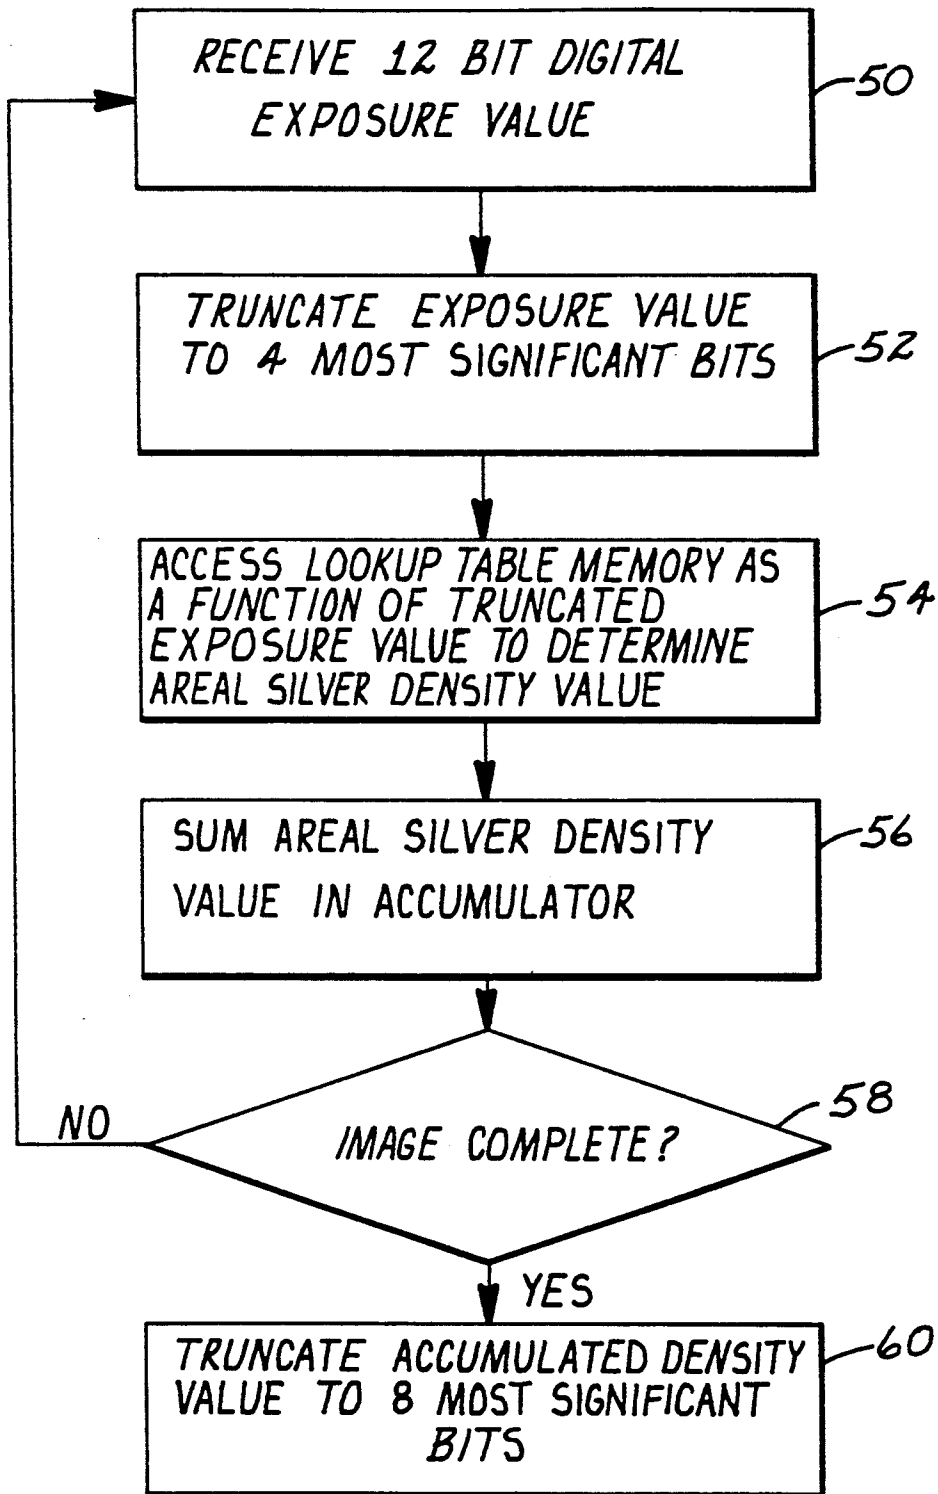 RECEIVE 12 BIT DIGITAL
EXPOSURE VALUE
50
TRUNCATE EXPOSURE VALUE
TO 4 MOST SIGNIFICANT BITS
52
ACCESS LOOKUP TABLE MEMORY AS
A FUNCTION OF TRUNCATED
EXPOSURE VALUE TO DETERMINE
AREAL SILVER DENSITY VALUE
54
SUM AREAL SILVER DENSITY
VALUE IN ACCUMULATOR
56
IMAGE COMPLETE?
58
NO
YES
TRUNCATE ACCUMULATED DENSITY
VALUE TO 8 MOST SIGNIFICANT
BITS
60